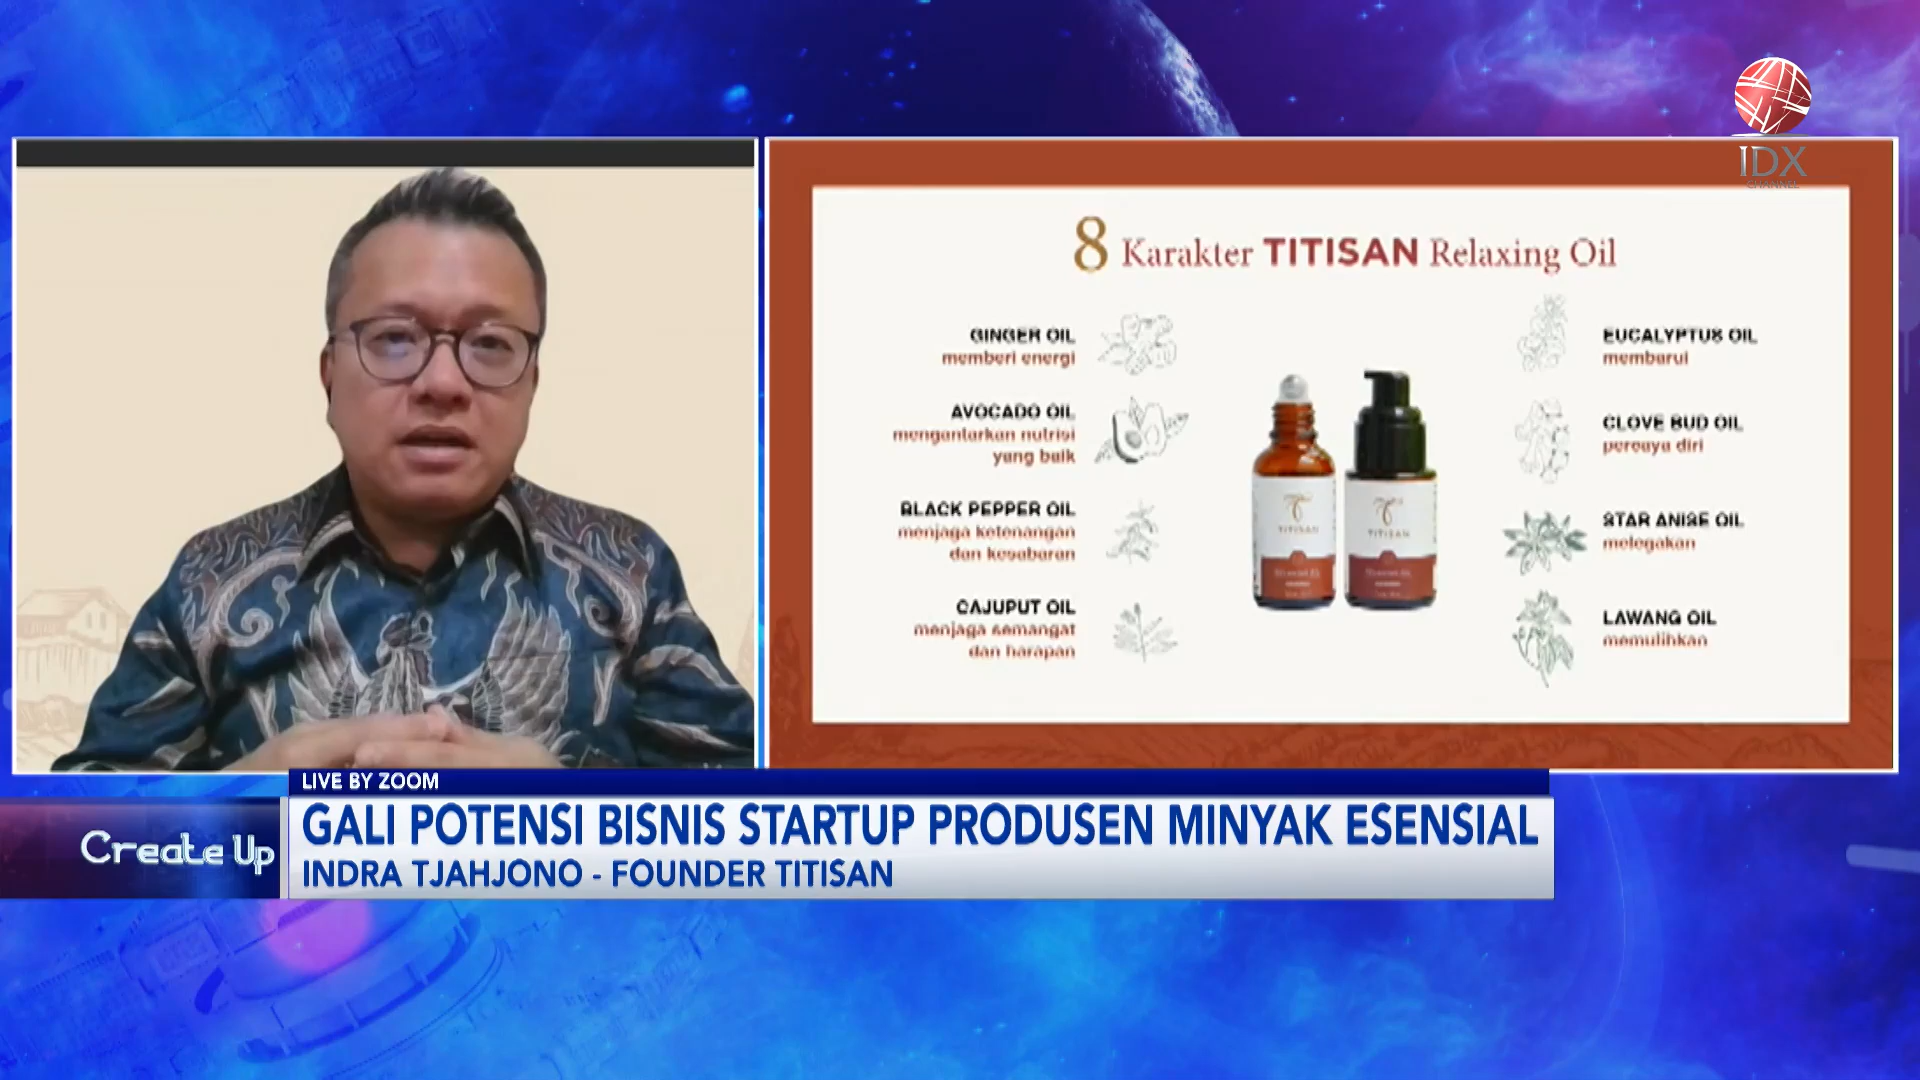 IDX
CHANNEL
8 Karakter TITISAN Relaxing Oil
GINGER OIL
memberi energi
AVOCADO OIL
mengantarkan nutrisi
yang baik
BLACK PEPPER OIL
menjaga ketenangan
dan kesabaran
CAJUPUT OIL
menjaga semangat
dan harapan
TITISAN
TITISAN
EUCALYPTUS OIL
membarui
CLOVE BUD OIL
percaya diri
STAR ANISE OIL
melegakan
LAWANG OIL
memulihkan
LIVE BY ZOOM
Create Up
GALI POTENSI BISNIS STARTUP PRODUSEN MINYAK ESENSIAL
INDRA TJAHJONO - FOUNDER TITISAN